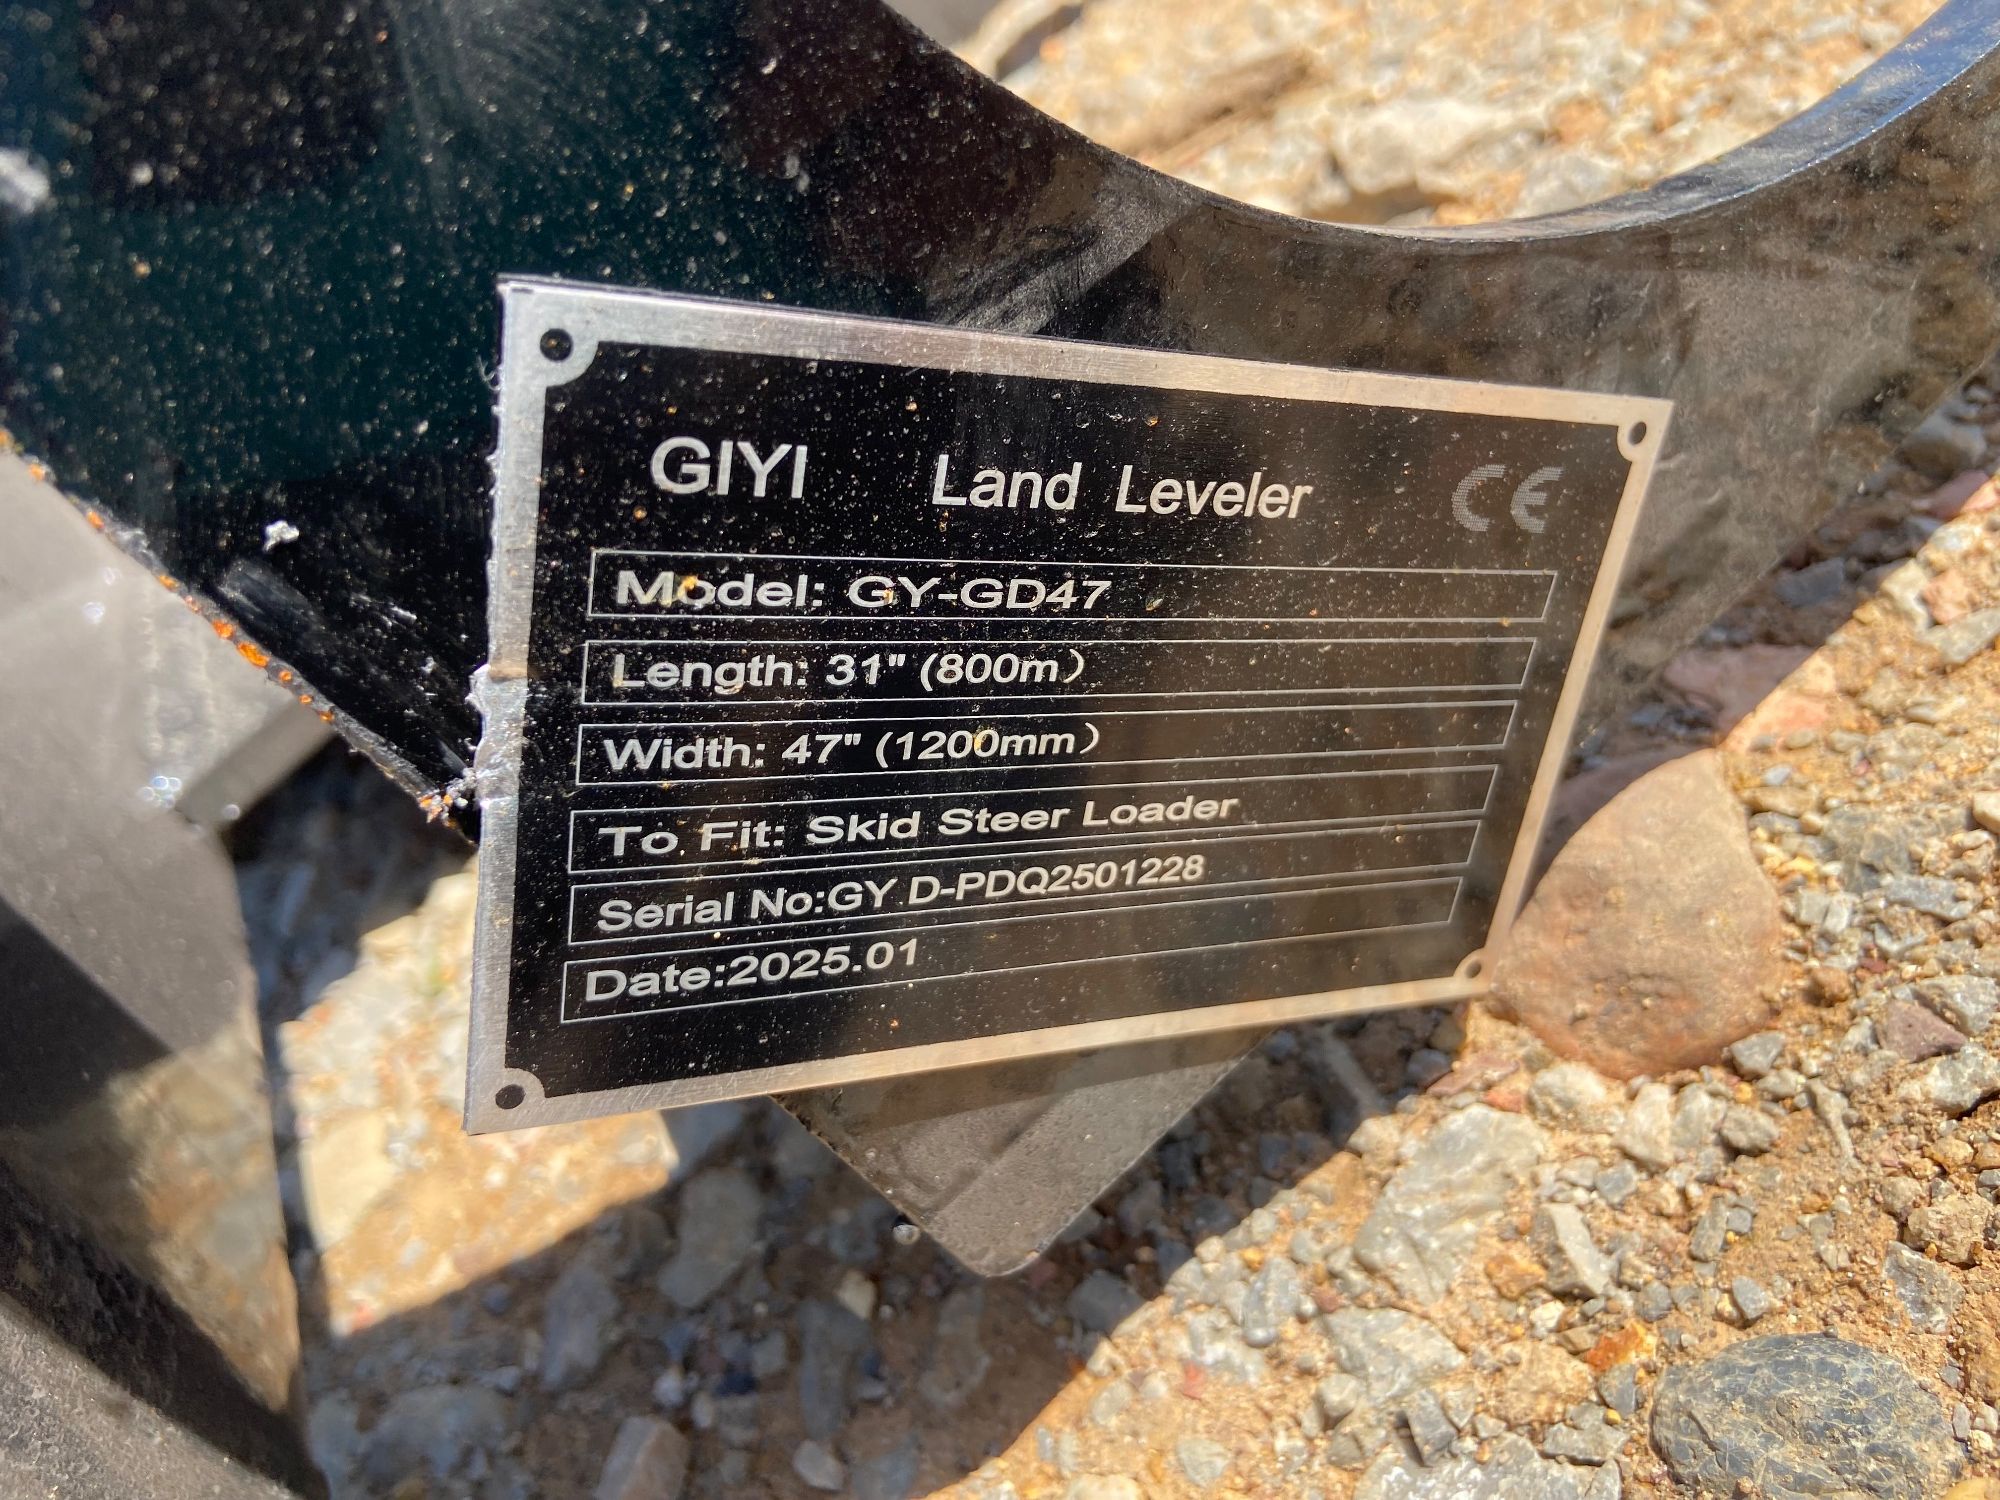 GIYI Land Leveler CE
Model: GY-GD47
Length: 31" (800m）
Width: 47" (1200mm）
To Fit: Skid Steer Loader
Serial No:GY D-PDQ2501228
Date:2025.01